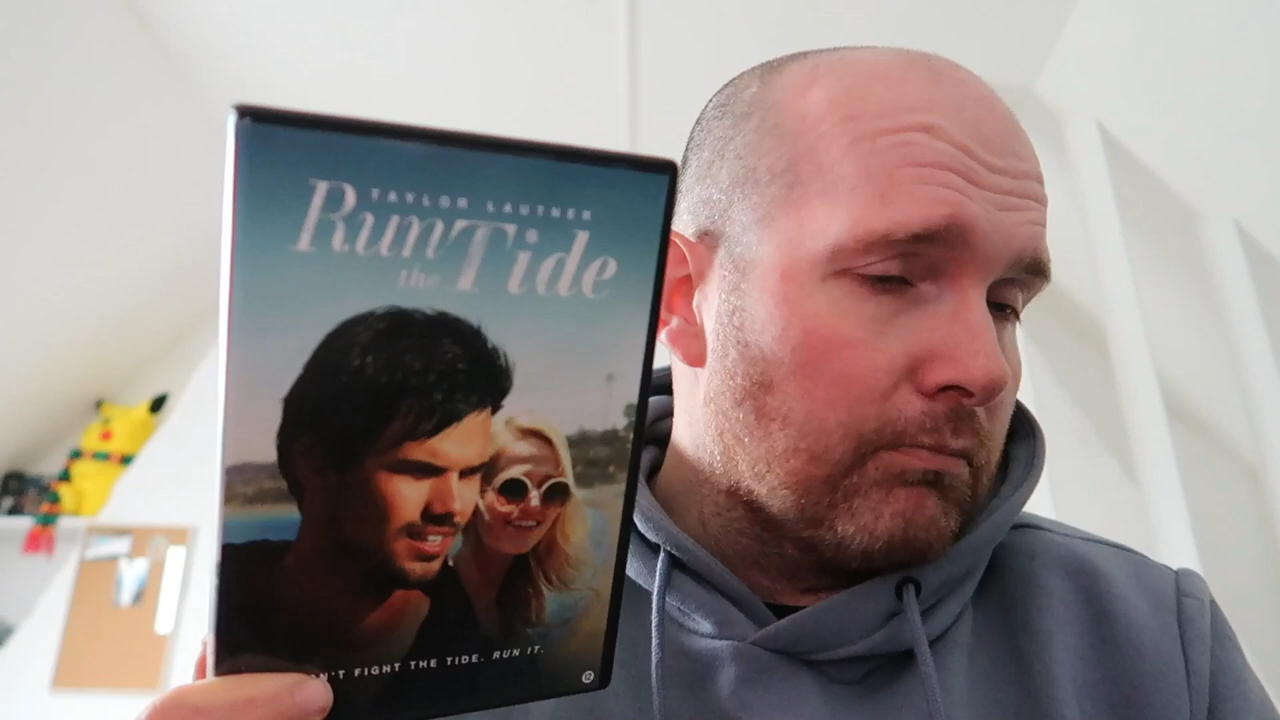 TAYLOR LAUTNER
Run
the Tide
N'T FIGHT THE TIDE. RUN IT.
12